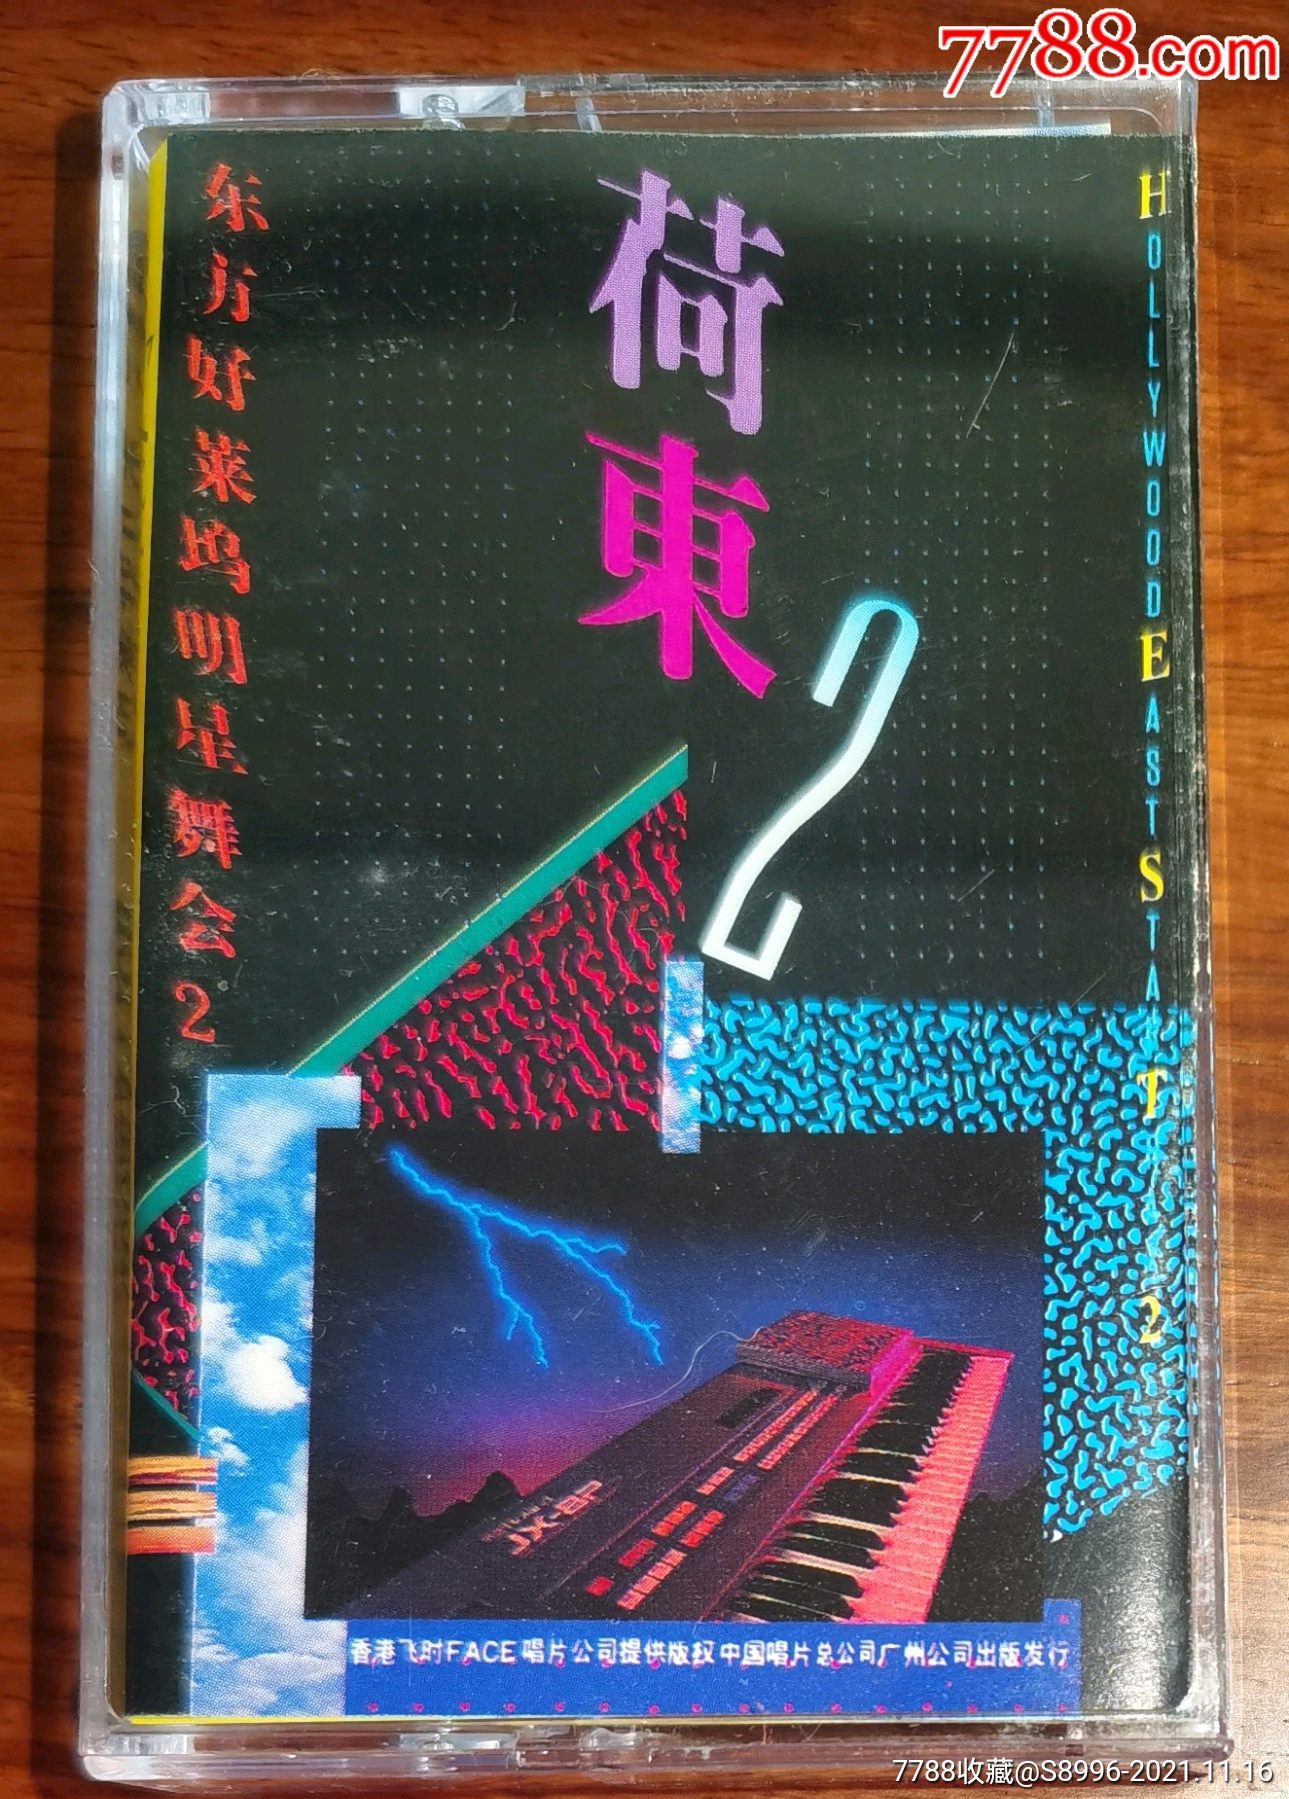 7788.com
东方好莱坞明星舞会2
荷東
2
HOLLYWOOD EAST STAR T 2
JX-8P
香港飞时FACE唱片公司提供版权 中国唱片总公司广州公司出版发行
7788收藏@S8996-2021.11.16